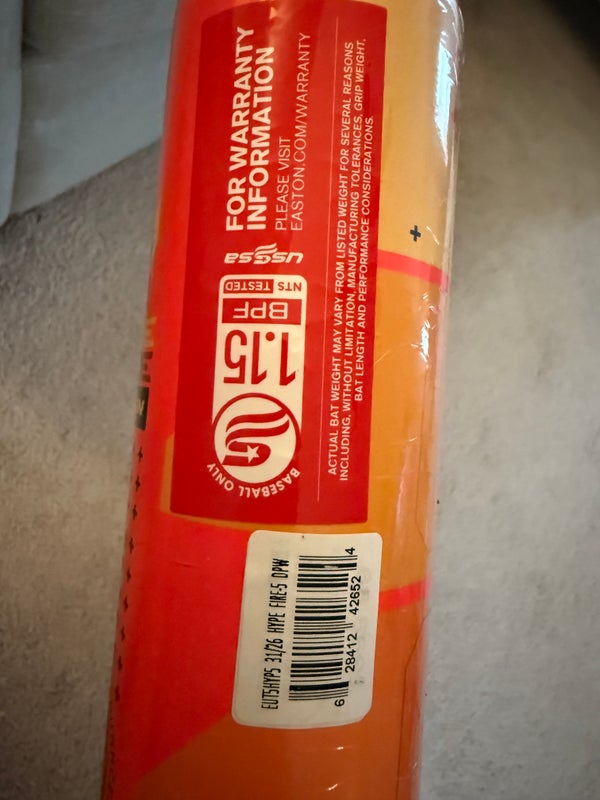 FOR WARRANTY
INFORMATION
PLEASE VISIT
EASTON.COM/WARRANTY
usssa
1.15
BPF
NTS TESTED
BASEBALL ONLY
ACTUAL BAT WEIGHT MAY VARY FROM LISTED WEIGHT FOR SEVERAL REASONS
INCLUDING, WITHOUT LIMITATION, MANUFACTURING TOLERANCES, GRIP WEIGHT,
BAT LENGTH AND PERFORMANCE CONSIDERATIONS.
EUT5HYP5 31/26 HYPE FIRE-5 DPW
6 28412 42652 4